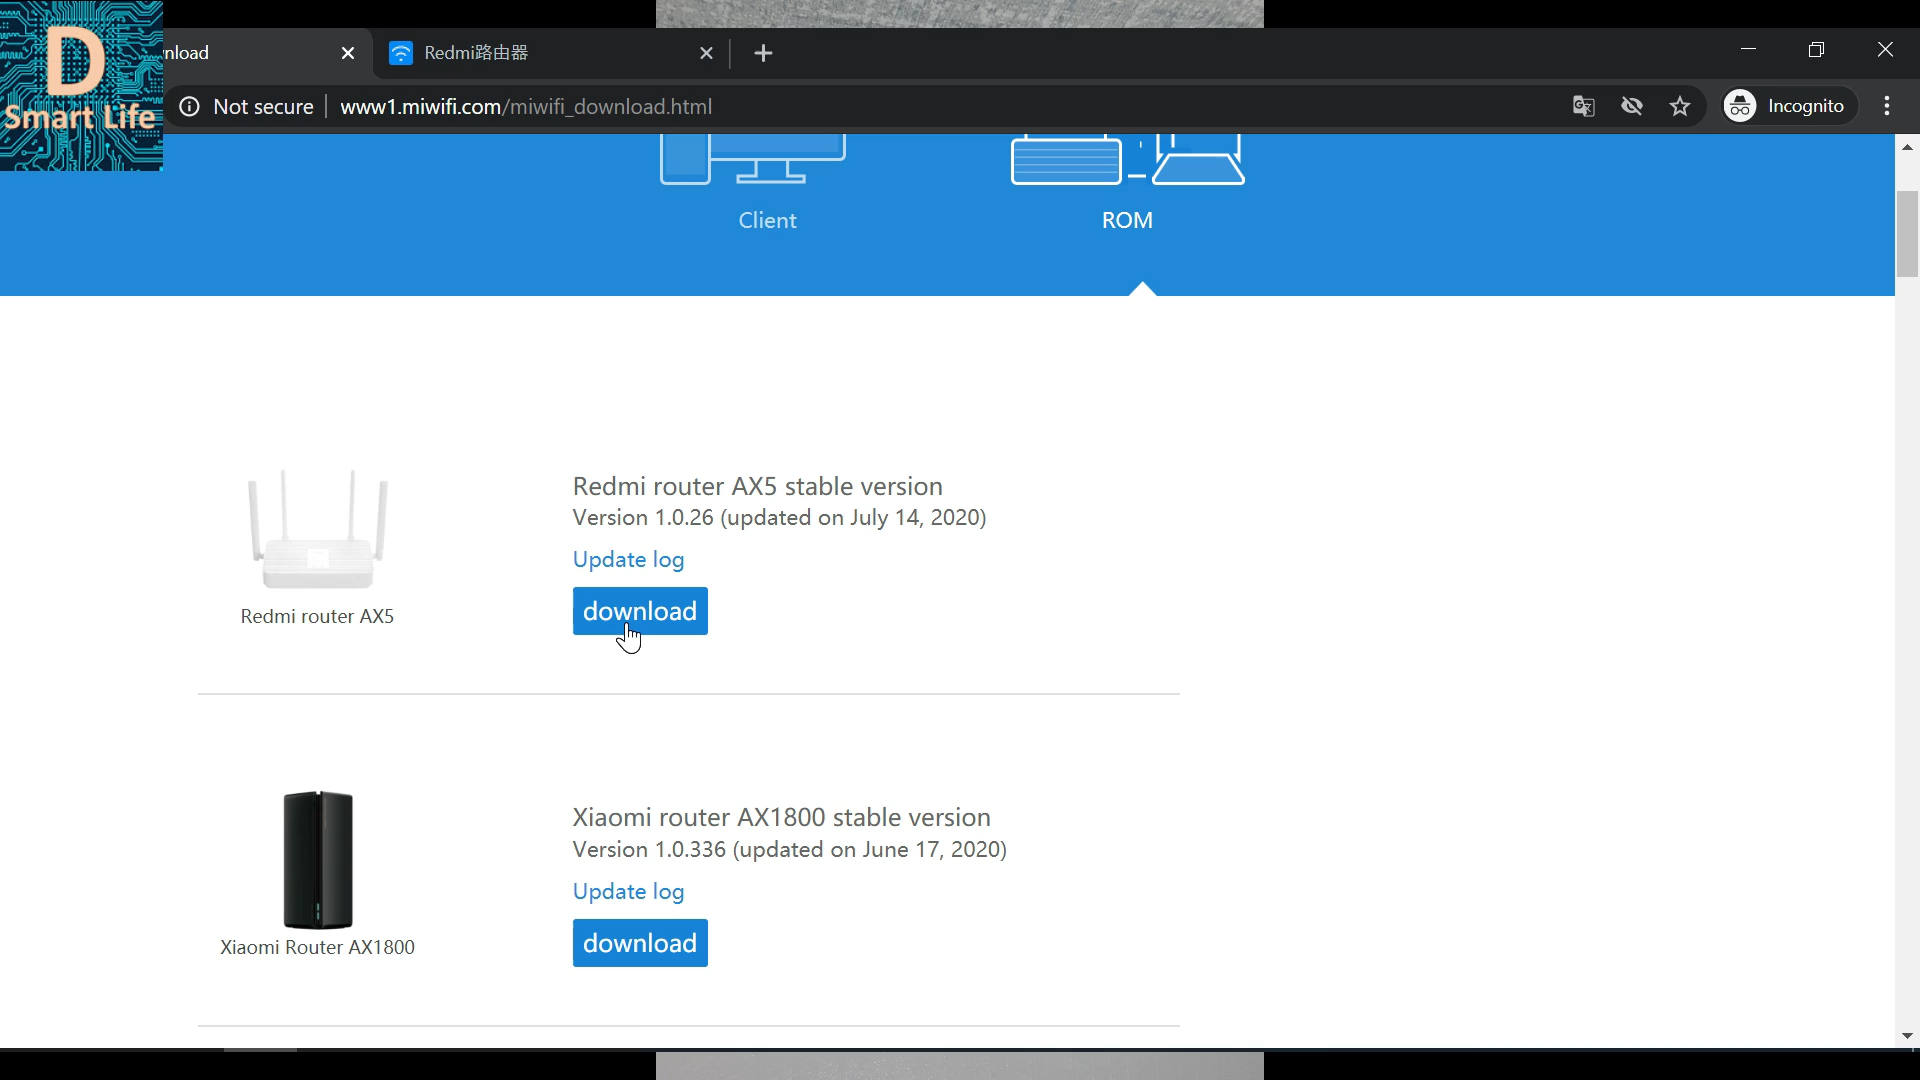 D
Smart Life
nload
Redmi路由器
Not secure
www1.miwifi.com/miwifi_download.html
Incognito
Client
ROM
Redmi router AX5 stable version
Version 1.0.26 (updated on July 14, 2020)
Update log
download
Redmi router AX5
Xiaomi router AX1800 stable version
Version 1.0.336 (updated on June 17, 2020)
Update log
download
Xiaomi Router AX1800